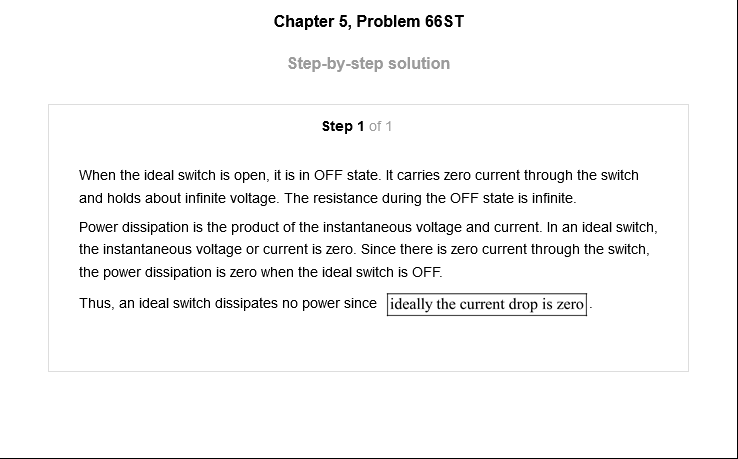 Chapter 5, Problem 66ST
Step-by-step solution
Step 1 of 1
When the ideal switch is open, it is in OFF state. It carries zero current through the switch
and holds about infinite voltage. The resistance during the OFF state is infinite.
Power dissipation is the product of the instantaneous voltage and current. In an ideal switch,
the instantaneous voltage or current is zero. Since there is zero current through the switch,
the power dissipation is zero when the ideal switch is OFF.
Thus, an ideal switch dissipates no power since ideally the current drop is zero.